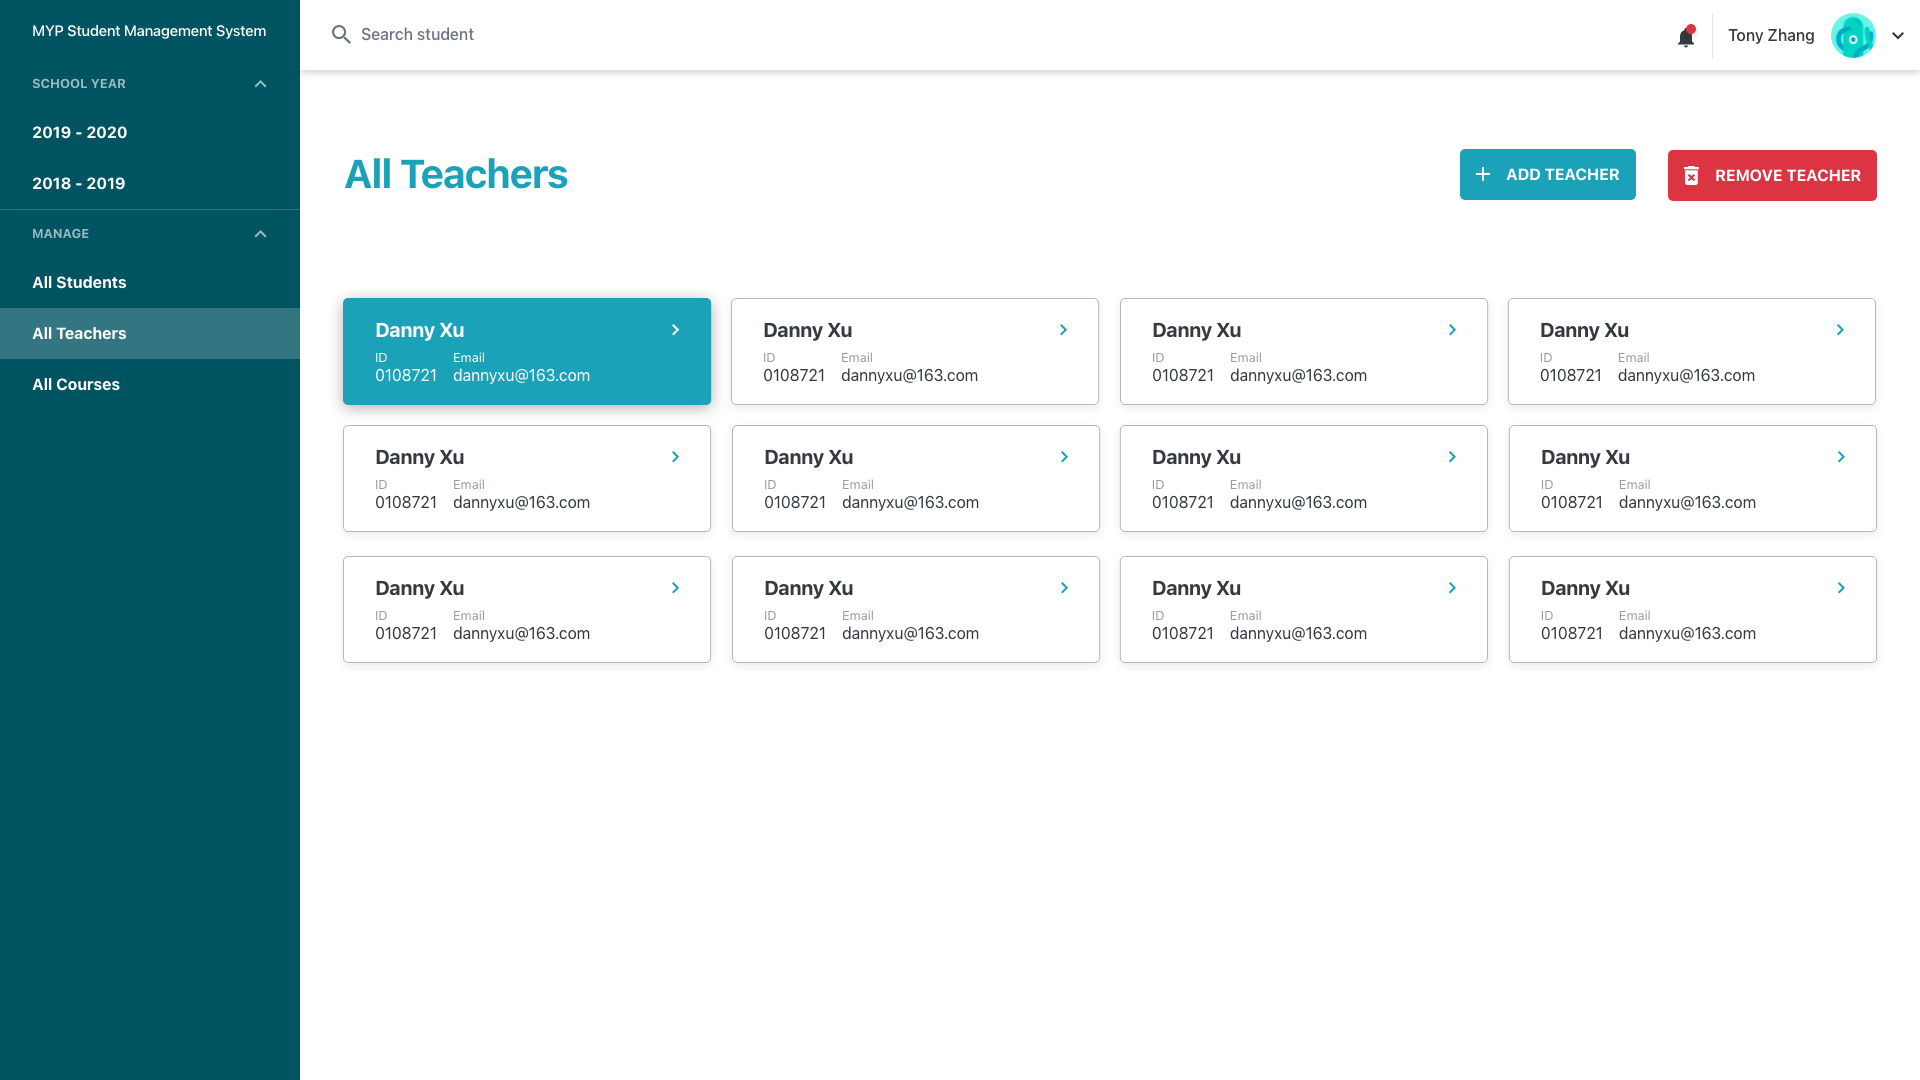 MYP Student Management System
SCHOOL YEAR
2019 - 2020
2018 - 2019
MANAGE
All Students
All Teachers
All Courses
Search student
Tony Zhang
All Teachers
ADD TEACHER
REMOVE TEACHER
Danny Xu
ID Email
0108721 dannyxu@163.com
Danny Xu
ID Email
0108721 dannyxu@163.com
Danny Xu
ID Email
0108721 dannyxu@163.com
Danny Xu
ID Email
0108721 dannyxu@163.com
Danny Xu
ID Email
0108721 dannyxu@163.com
Danny Xu
ID Email
0108721 dannyxu@163.com
Danny Xu
ID Email
0108721 dannyxu@163.com
Danny Xu
ID Email
0108721 dannyxu@163.com
Danny Xu
ID Email
0108721 dannyxu@163.com
Danny Xu
ID Email
0108721 dannyxu@163.com
Danny Xu
ID Email
0108721 dannyxu@163.com
Danny Xu
ID Email
0108721 dannyxu@163.com